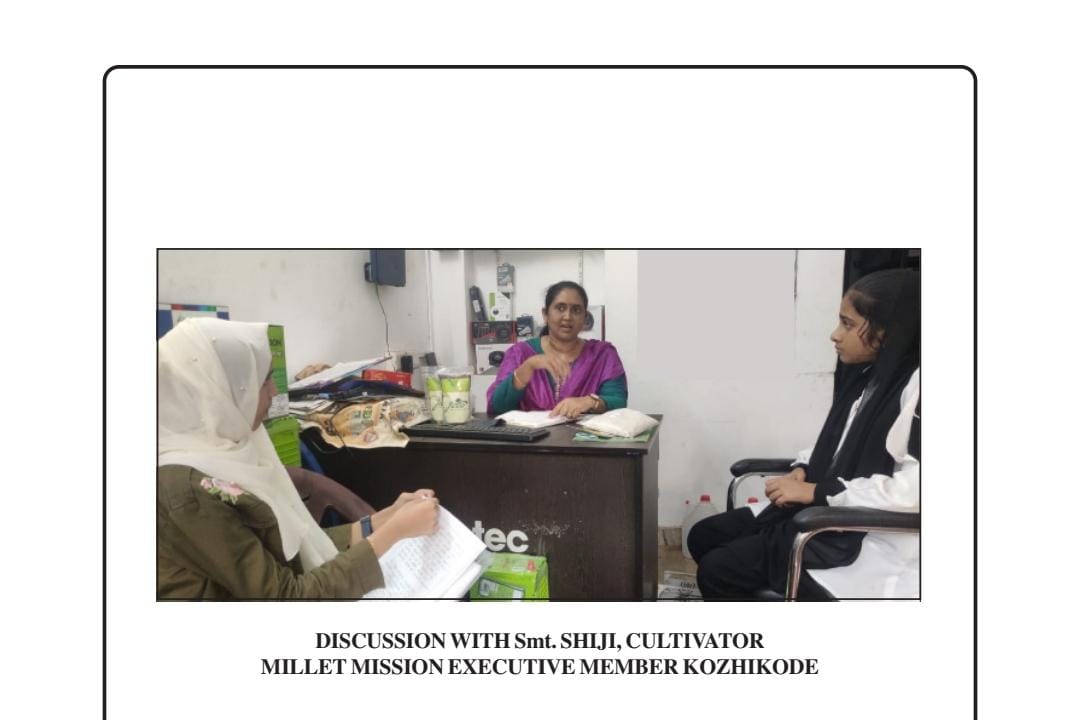 tec
DISCUSSION WITH Smt. SHIJI, CULTIVATOR
MILLET MISSION EXECUTIVE MEMBER KOZHIKODE